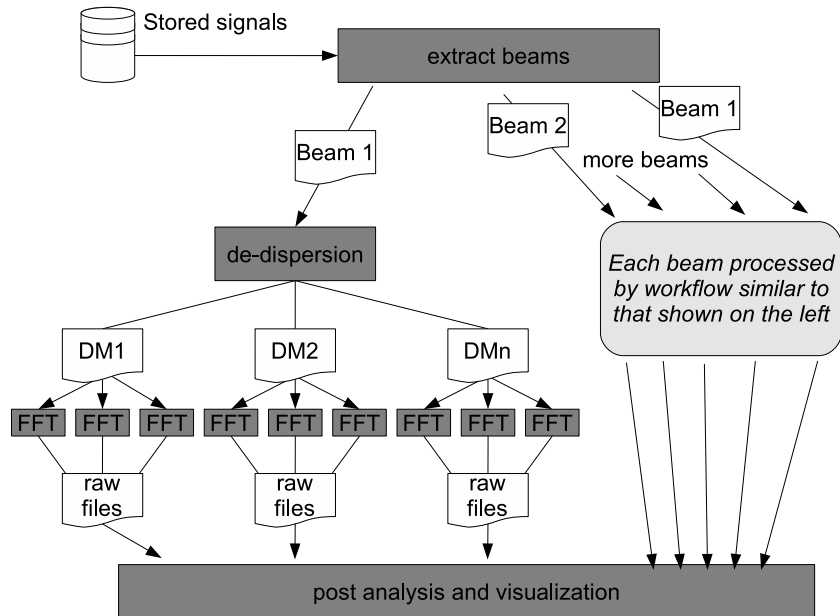 Stored signals
extract beams
Beam 1
Beam 2
Beam 1
more beams
de-dispersion
Each beam processed
by workflow similar to
that shown on the left
DM1
DM2
DMn
FFT
FFT
FFT
FFT
FFT
FFT
FFT
FFT
FFT
raw
files
raw
files
raw
files
post analysis and visualization